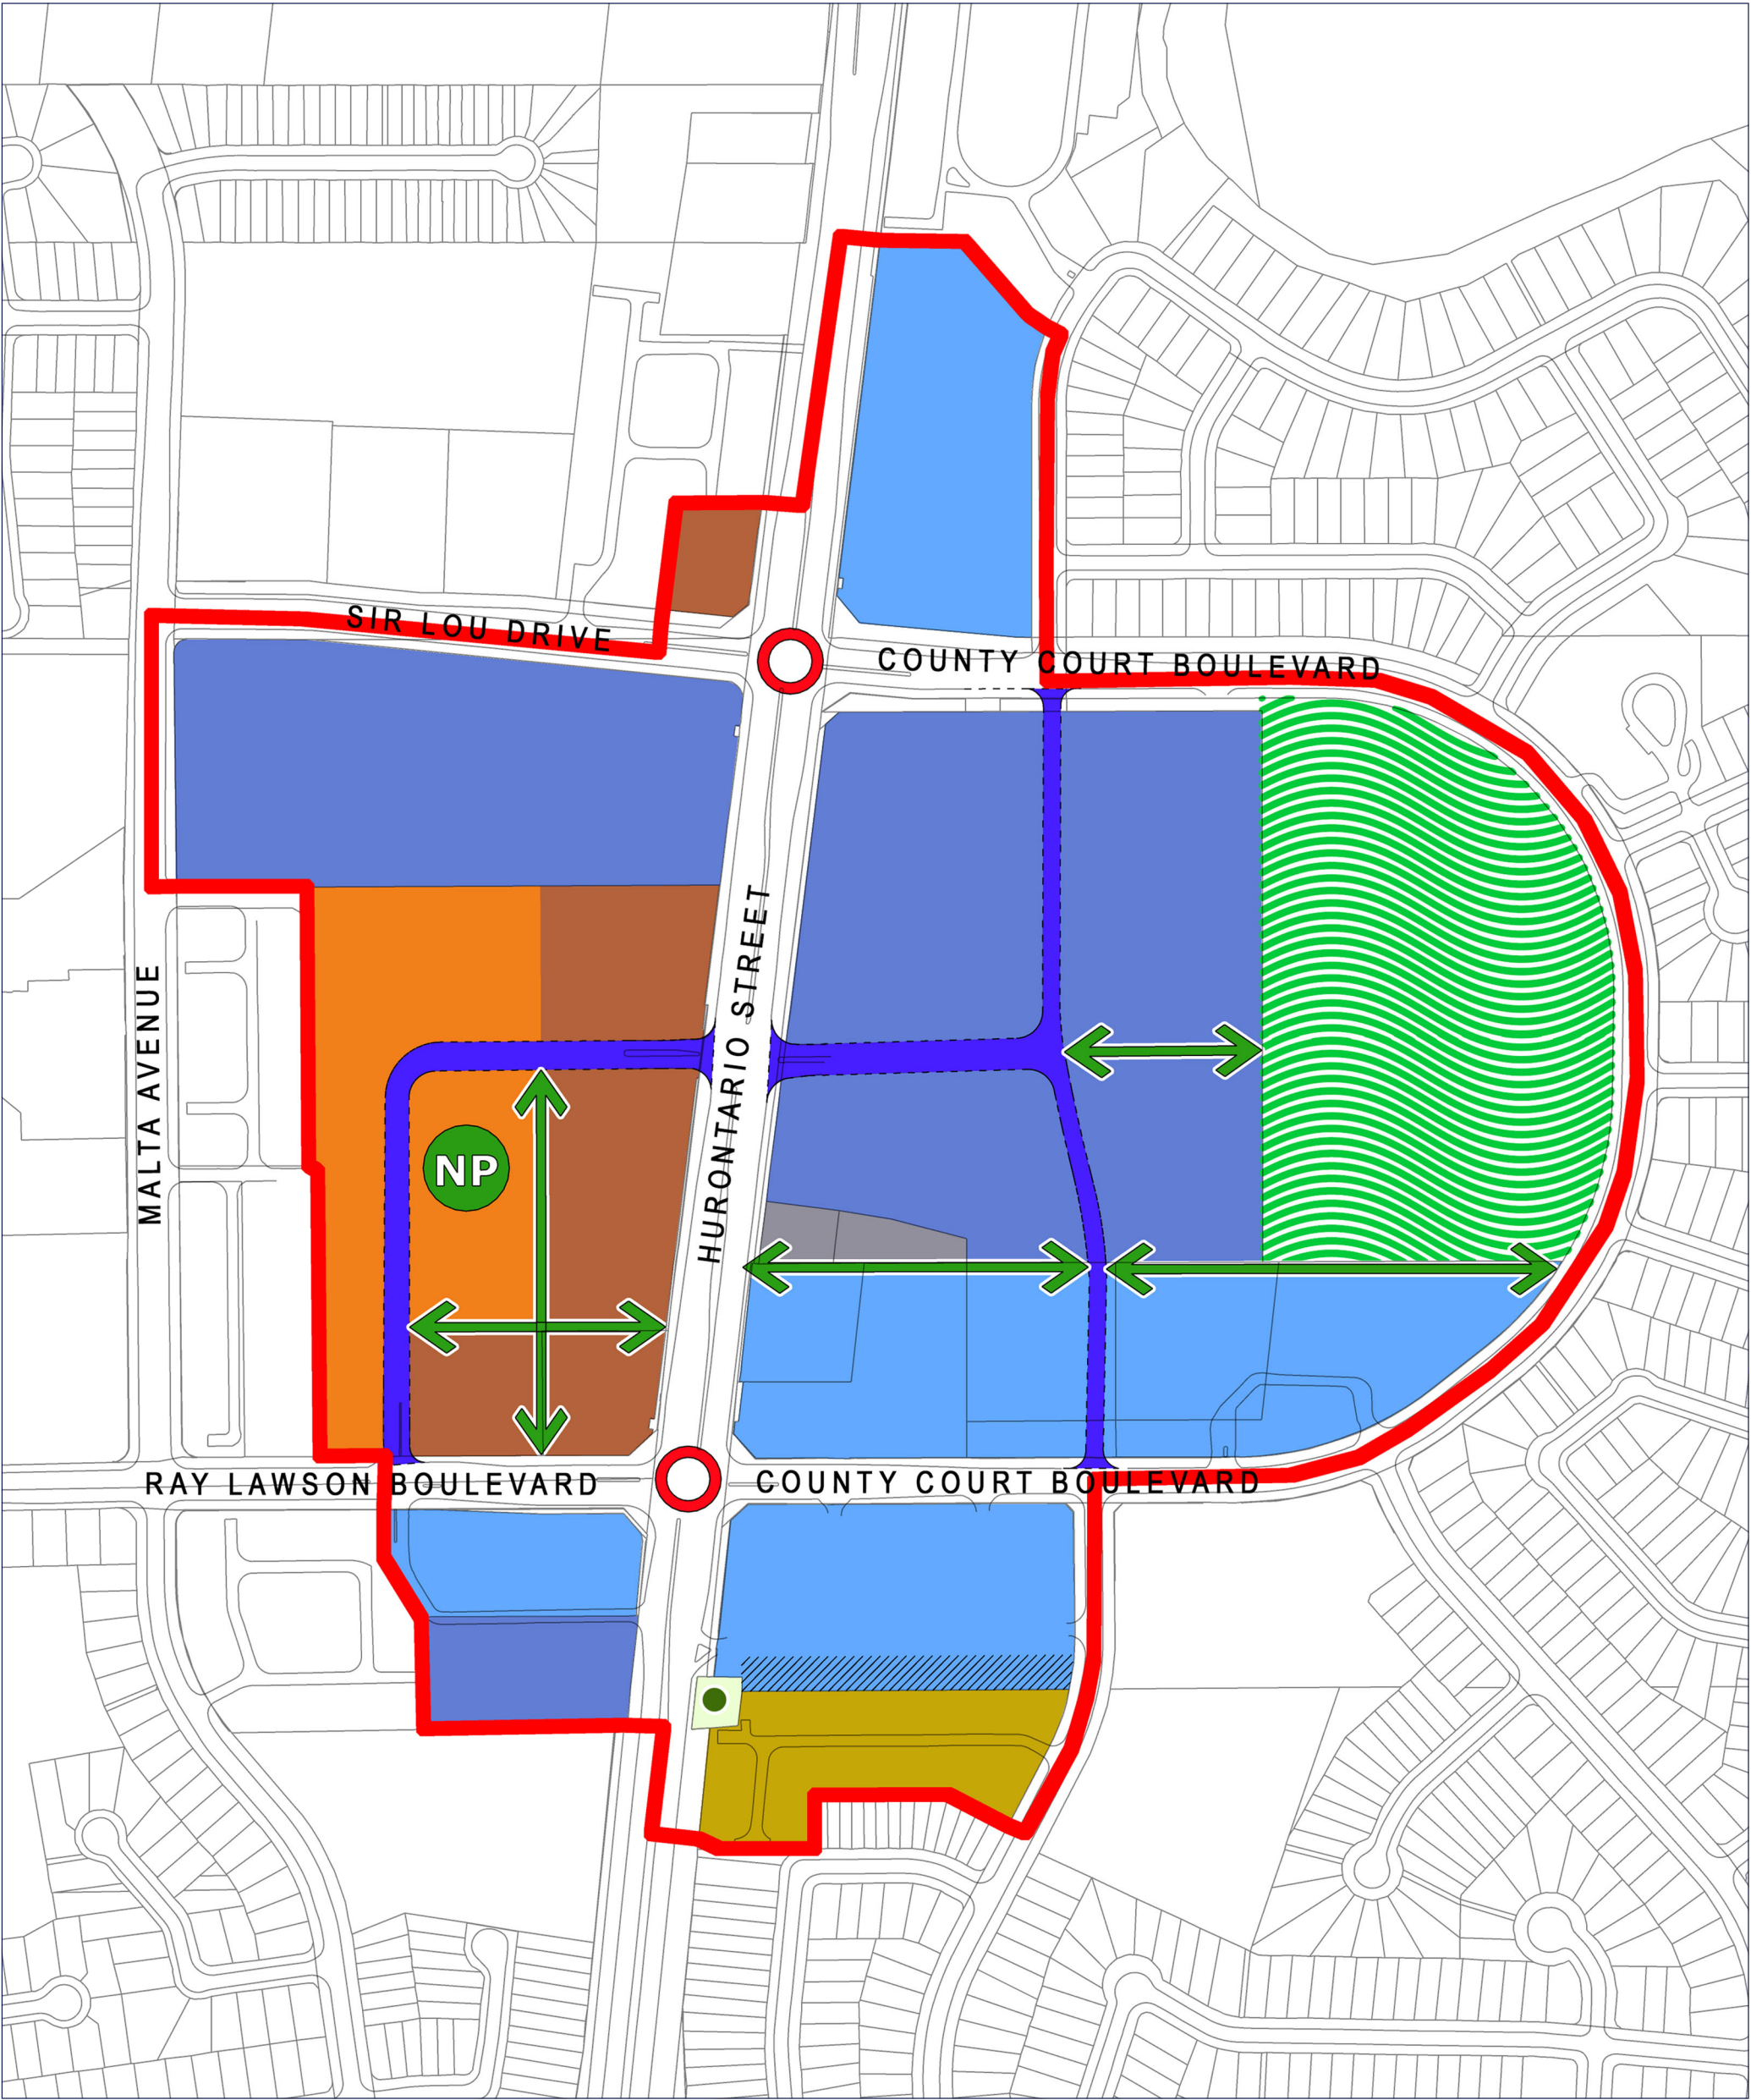 SIR LOU DRIVE
COUNTY COURT BOULEVARD
HURONTARIO STREET
MALTA AVENUE
NP
RAY LAWSON BOULEVARD
COUNTY COURT BOULEVARD